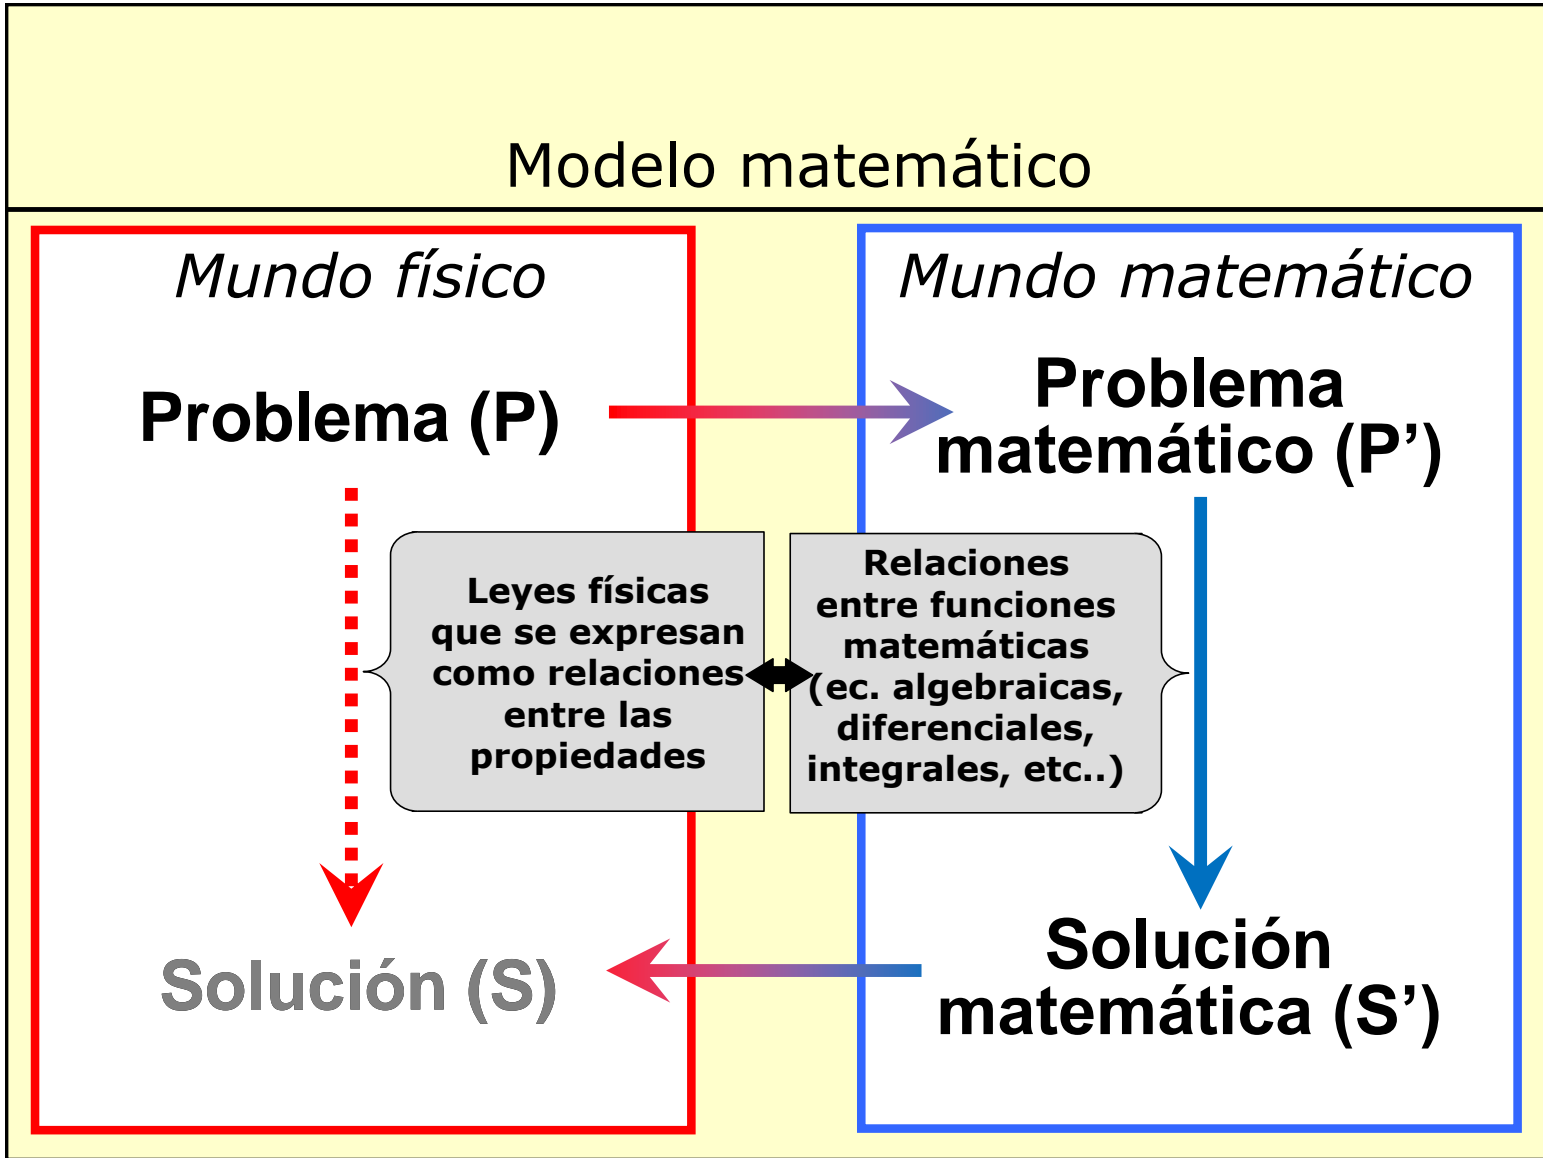 Modelo matemático
Mundo físico
Problema (P)
Leyes físicas
que se expresan
como relaciones
entre las
propiedades
Solución (S)
Mundo matemático
Problema
matemático (P’)
Relaciones
entre funciones
matemáticas
(ec. algebraicas,
diferenciales,
integrales, etc..)
Solución
matemática (S’)